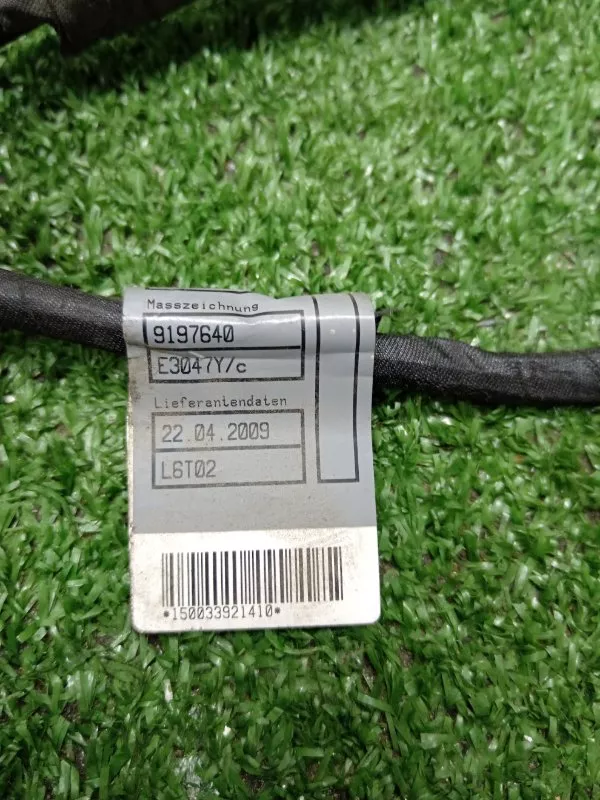 Masszeichnung
9197640
E3047Y/c
Lieferantendaten
22.04.2009
L6T02
*150033921410*